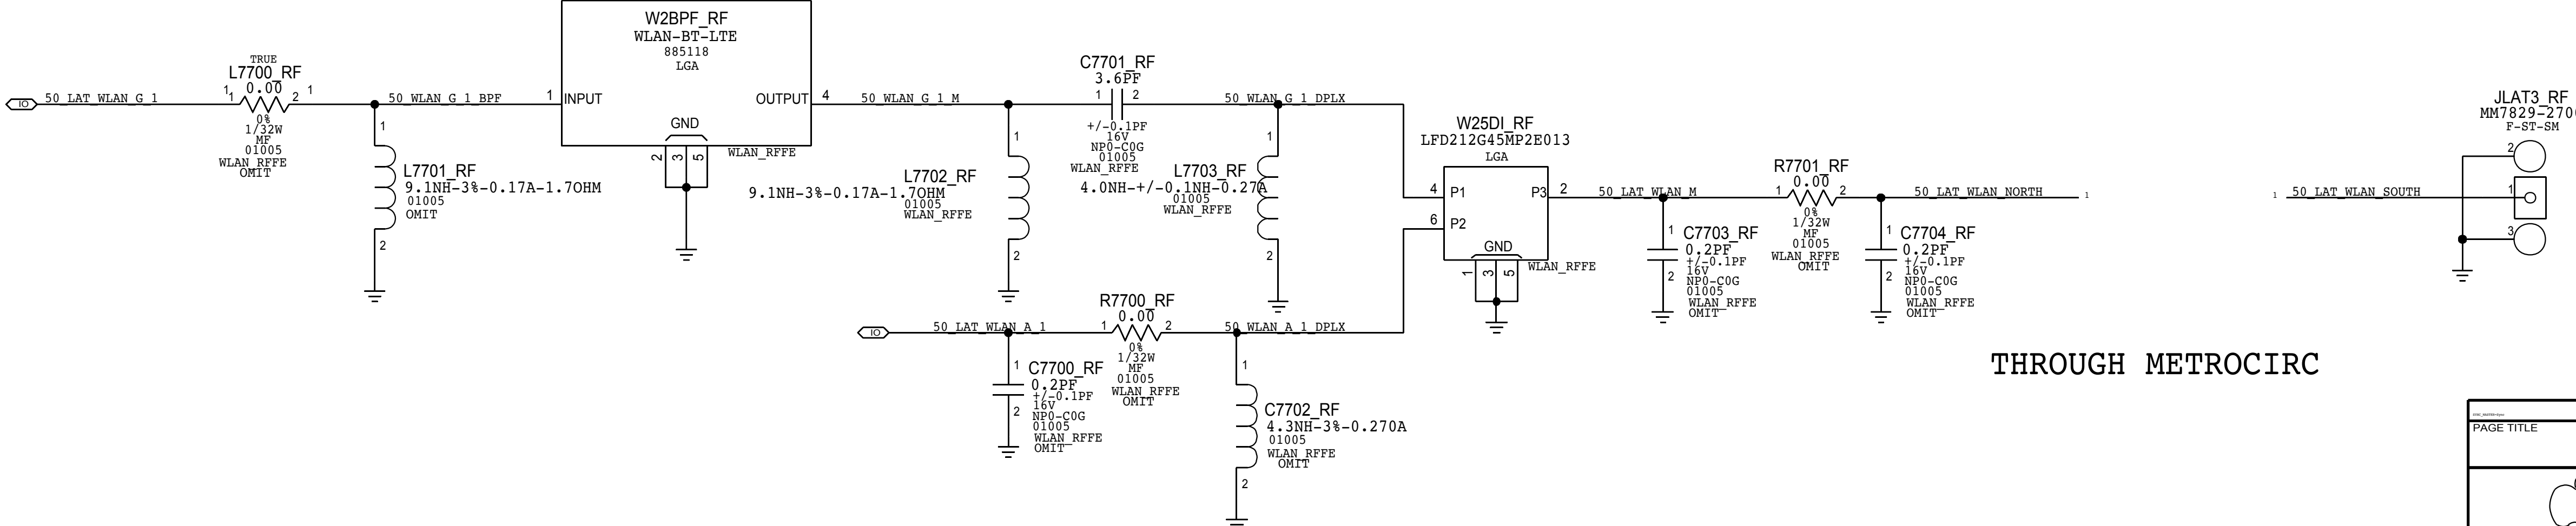 50_LAT_WLAN_G_1
IO
TRUE
L7700_RF
0.00
1
1
2
1
0%
1/32W
MF
01005
WLAN_RFFE
OMIT
50_WLAN_G_1_BPF
1
L7701_RF
9.1NH-3%-0.17A-1.7OHM
01005
OMIT
2
W2BPF_RF
WLAN-BT-LTE
885118
LGA
1
INPUT
OUTPUT
4
GND
2
3
5
WLAN_RFFE
50_WLAN_G_1_M
1
L7702_RF
9.1NH-3%-0.17A-1.7OHM
01005
WLAN_RFFE
2
C7701_RF
3.6PF
1
2
+/-0.1PF
16V
NP0-C0G
01005
WLAN_RFFE
50_WLAN_G_1_DPLX
1
L7703_RF
4.0NH-+/-0.1NH-0.27A
01005
WLAN_RFFE
2
W25DI_RF
LFD212G45MP2E013
LGA
4
P1
P3
2
6
P2
GND
1
3
5
WLAN_RFFE
IO
50_LAT_WLAN_A_1
1
C7700_RF
0.2PF
+/-0.1PF
16V
NP0-C0G
01005
WLAN_RFFE
OMIT
2
R7700_RF
0.00
1
2
0%
1/32W
MF
01005
WLAN_RFFE
OMIT
50_WLAN_A_1_DPLX
1
C7702_RF
4.3NH-3%-0.270A
01005
WLAN_RFFE
OMIT
2
50_LAT_WLAN_M
1
C7703_RF
0.2PF
+/-0.1PF
16V
NP0-C0G
01005
WLAN_RFFE
OMIT
2
R7701_RF
0.00
1
2
0%
1/32W
MF
01005
WLAN_RFFE
OMIT
50_LAT_WLAN_NORTH
1
1
C7704_RF
0.2PF
+/-0.1PF
16V
NP0-C0G
01005
WLAN_RFFE
OMIT
2
1
50_LAT_WLAN_SOUTH
JLAT3_RF
MM7829-270
F-ST-SM
2
1
3
THROUGH METROCIRC
PAGE TITLE